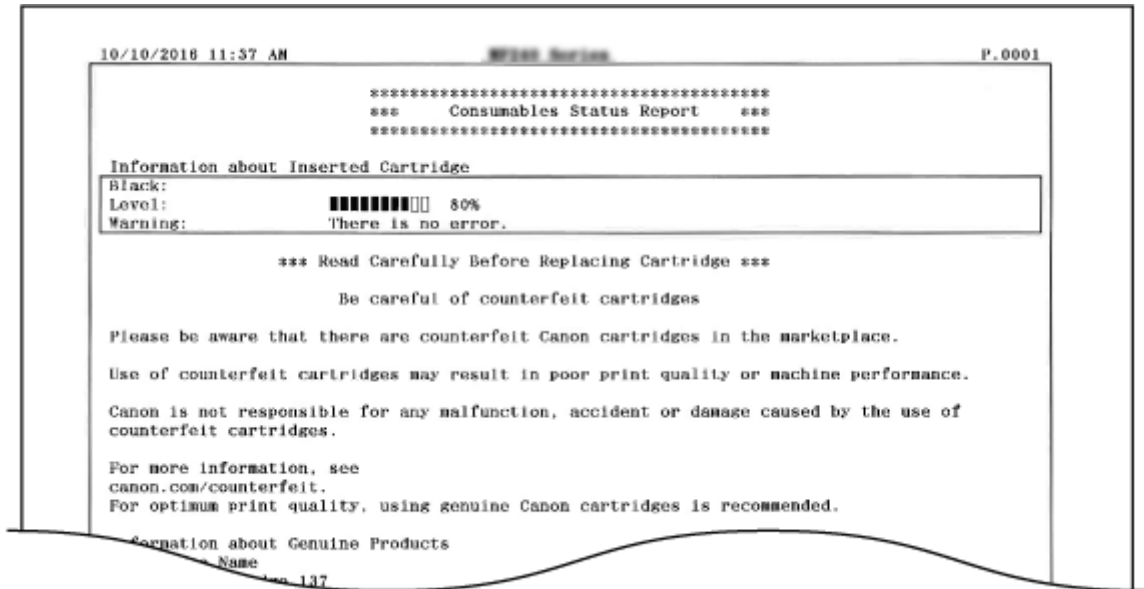 10/10/2016 11:37 AM P.0001
****************************************
*** Consumables Status Report ***
****************************************
Information about Inserted Cartridge
Black:
Level: 80%
Warning: There is no error.
*** Read Carefully Before Replacing Cartridge ***
Be careful of counterfeit cartridges
Please be aware that there are counterfeit Canon cartridges in the marketplace.
Use of counterfeit cartridges may result in poor print quality or machine performance.
Canon is not responsible for any malfunction, accident or damage caused by the use of
counterfeit cartridges.
For more information, see
canon.com/counterfeit.
For optimum print quality, using genuine Canon cartridges is recommended.
about Genuine Products
Name
137